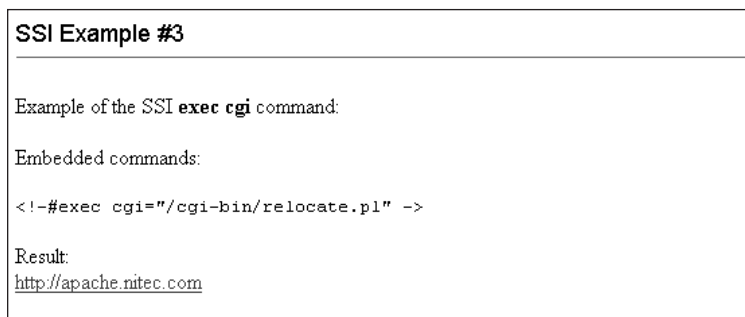 SSI Example #3
Example of the SSI exec cgi command:
Embedded commands:
<!-#exec cgi="/cgi-bin/relocate.pl" ->
Result:
http://apache.nitec.com